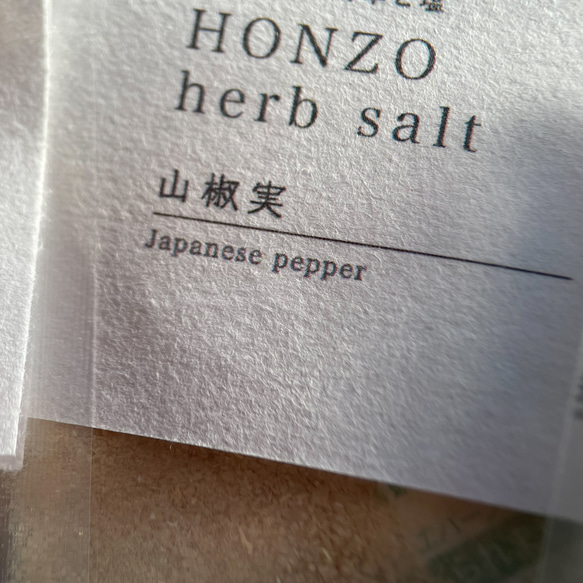 HONZO
herb salt
山椒実
Japanese pepper